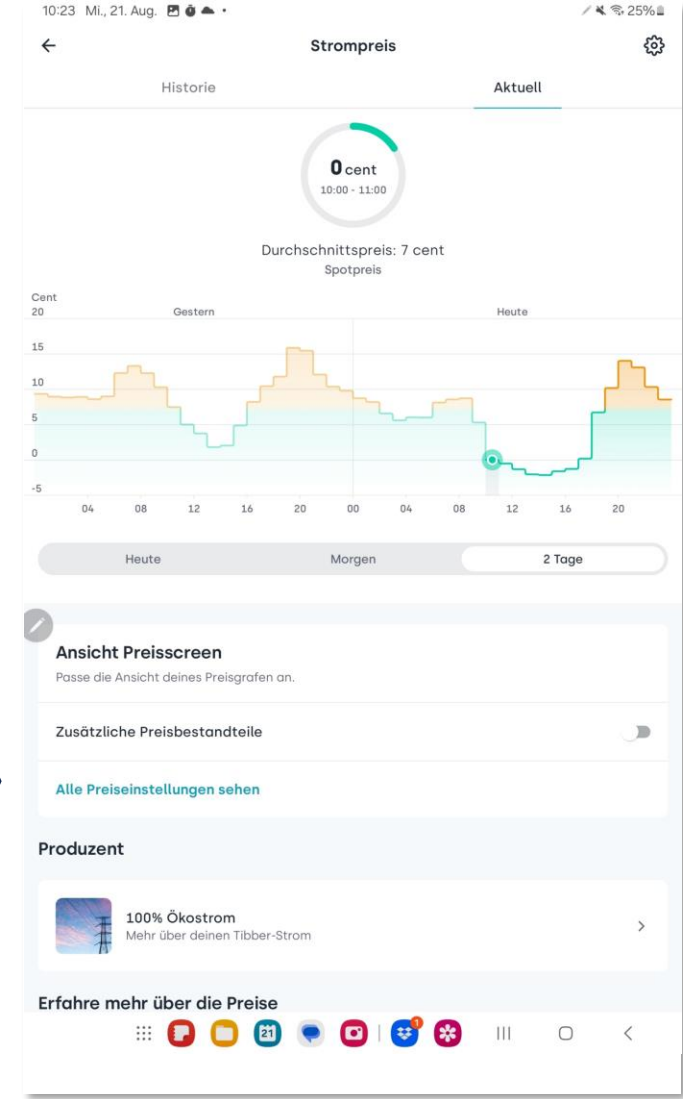 10:23 Mi., 21. Aug.
25%
Strompreis
Historie Aktuell
0 cent
10:00 - 11:00
Durchschnittspreis: 7 cent
Spotpreis
Cent
20 Gestern Heute
15
10
5
0
-5
04 08 12 16 20 00 04 08 12 16 20
Heute Morgen 2 Tage
Ansicht Preisscreen
Passe die Ansicht deines Preisgrafen an.
Zusätzliche Preisbestandteile
Alle Preiseinstellungen sehen
Produzent
100% Ökostrom
Mehr über deinen Tibber-Strom
Erfahre mehr über die Preise
21
1